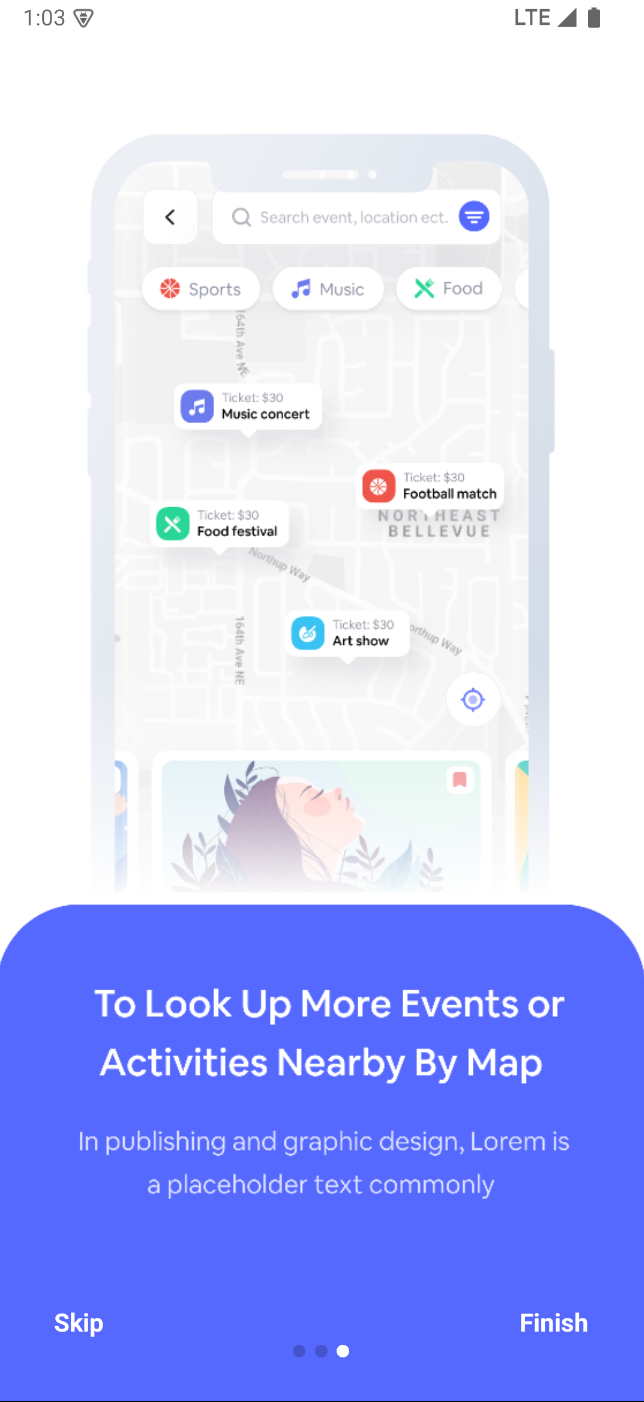 1:03
LTE
Search event, location ect.
Sports
Music
Food
164th Ave NE
Ticket: $30
Music concert
Ticket: $30
Football match
Ticket: $30
Food festival
NORTHEAST
BELLEVUE
Northup Way
Ticket: $30
Art show
orthup Way
164th Ave NE
To Look Up More Events or
Activities Nearby By Map
In publishing and graphic design, Lorem is
a placeholder text commonly
Skip
Finish